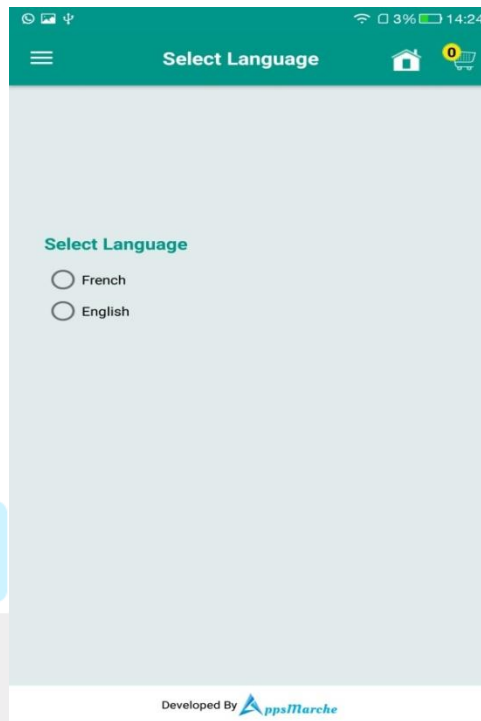 3% 14:24
Select Language
0
Select Language
French
English
Developed By AppsMarche